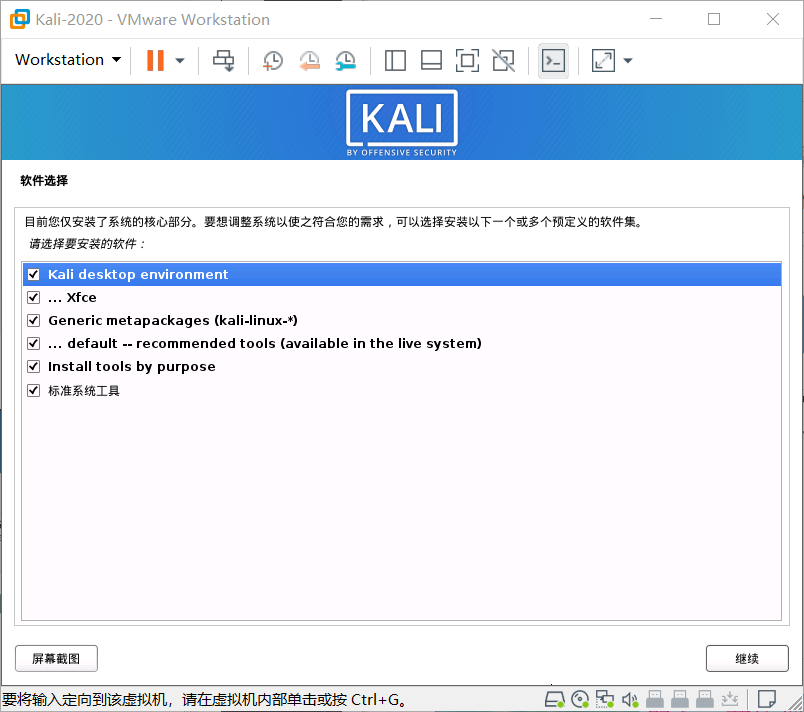 Kali-2020 - VMware Workstation
Workstation
KALI
BY OFFENSIVE SECURITY
软件选择
目前您仅安装了系统的核心部分。要想调整系统以使之符合您的需求，可以选择安装以下一个或多个预定义的软件集。
请选择要安装的软件：
Kali desktop environment
... Xfce
Generic metapackages (kali-linux-*)
... default -- recommended tools (available in the live system)
Install tools by purpose
标准系统工具
屏幕截图
继续
要将输入定向到该虚拟机，请在虚拟机内部单击或按 Ctrl+G。